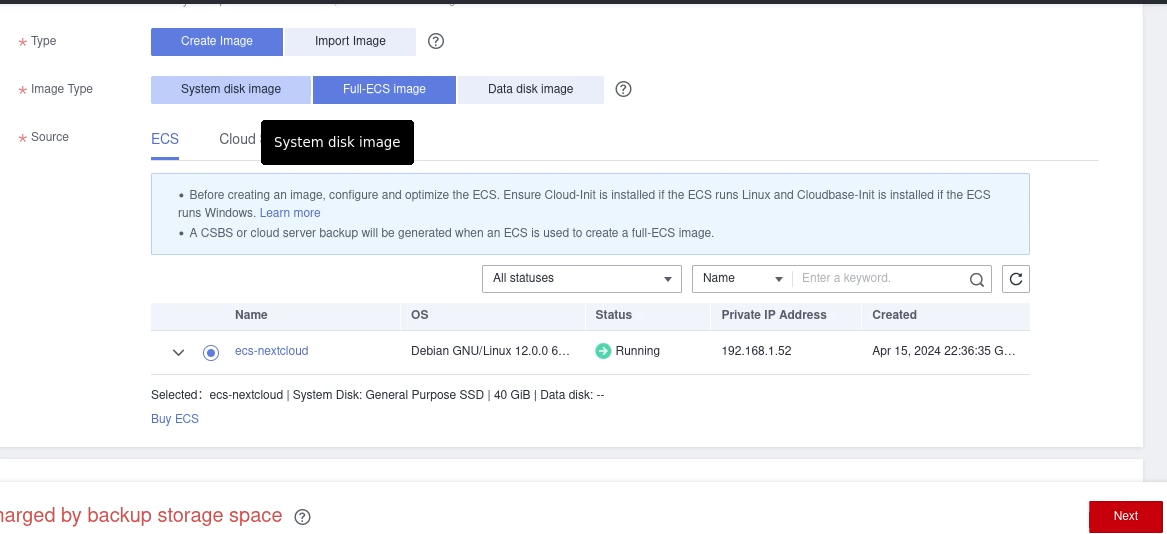 * Type
Create Image
Import Image
?
* Image Type
System disk image
Full-ECS image
Data disk image
?
* Source
ECS
Cloud
System disk image
• Before creating an image, configure and optimize the ECS. Ensure Cloud-Init is installed if the ECS runs Linux and Cloudbase-Init is installed if the ECS
runs Windows. Learn more
• A CSBS or cloud server backup will be generated when an ECS is used to create a full-ECS image.
All statuses
Name
Enter a keyword.
Name OS Status Private IP Address Created
ecs-nextcloud Debian GNU/Linux 12.0.0 6... Running 192.168.1.52 Apr 15, 2024 22:36:35 G...
Selected: ecs-nextcloud | System Disk: General Purpose SSD | 40 GiB | Data disk: --
Buy ECS
harged by backup storage space ?
Next